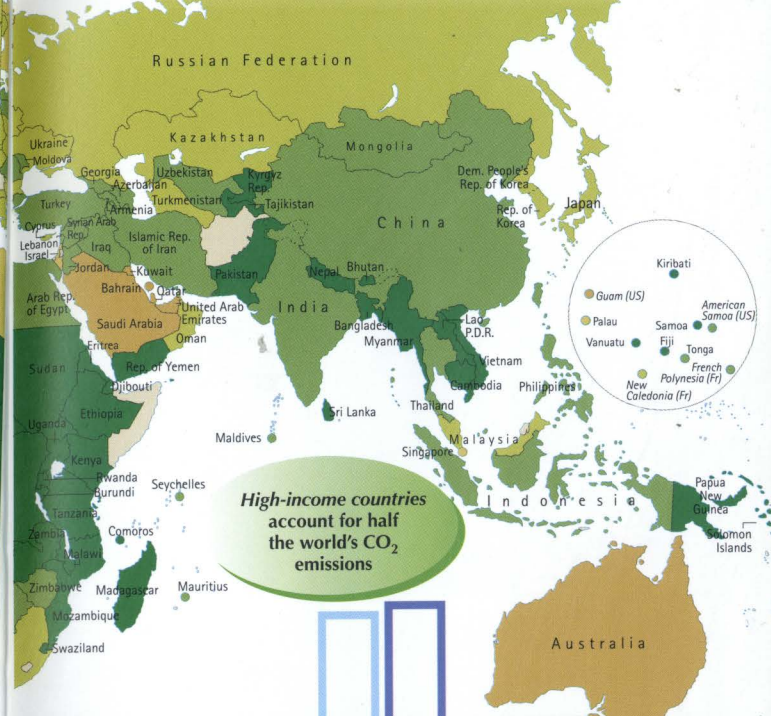 Russian Federation
Ukraine
Moldova
Kazakhstan
Mongolia
Georgia
Azerbaijan
Uzbekistan
Kyrgyz
Rep.
Dem. People's
Rep. of Korea
Turkey
Armenia
Turkmenistan
Tajikistan
Rep. of
Korea
Japan
Cyprus
Syrian Arab
Rep.
Islamic Rep.
of Iran
China
Lebanon
Israel
Iraq
Jordan
Kuwait
Pakistan
Nepal
Bhutan
Kiribati
Bahrain
Qatar
Guam (US)
American
Samoa (US)
Arab Rep.
of Egypt
United Arab
Emirates
India
Palau
Samoa
Saudi Arabia
Oman
Bangladesh
Myanmar
Lao
P.D.R.
Vanuatu
Fiji
Tonga
Eritrea
Rep. of Yemen
Vietnam
French
Polynesia (Fr)
Sudan
Djibouti
Cambodia
Philippines
New
Caledonia (Fr)
Ethiopia
Sri Lanka
Thailand
Uganda
Maldives
Malaysia
Singapore
Kenya
Rwanda
Burundi
Seychelles
High-income countries
account for half
the world's CO₂
emissions
Indonesia
Papua
New
Guinea
Tanzania
Zambia
Comoros
Solomon
Islands
Malawi
Zimbabwe
Madagascar
Mauritius
Mozambique
Swaziland
Australia